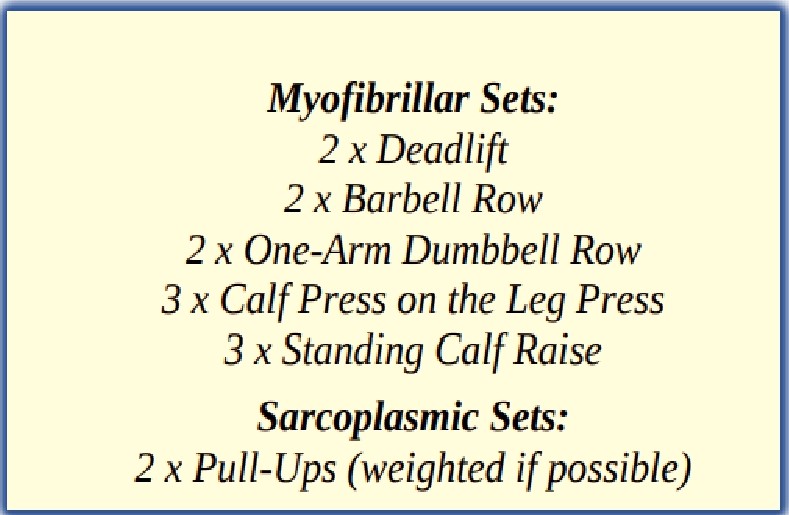 Myofibrillar Sets:
2 x Deadlift
2 x Barbell Row
2 x One-Arm Dumbbell Row
3 x Calf Press on the Leg Press
3 x Standing Calf Raise
Sarcoplasmic Sets:
2 x Pull-Ups (weighted if possible)